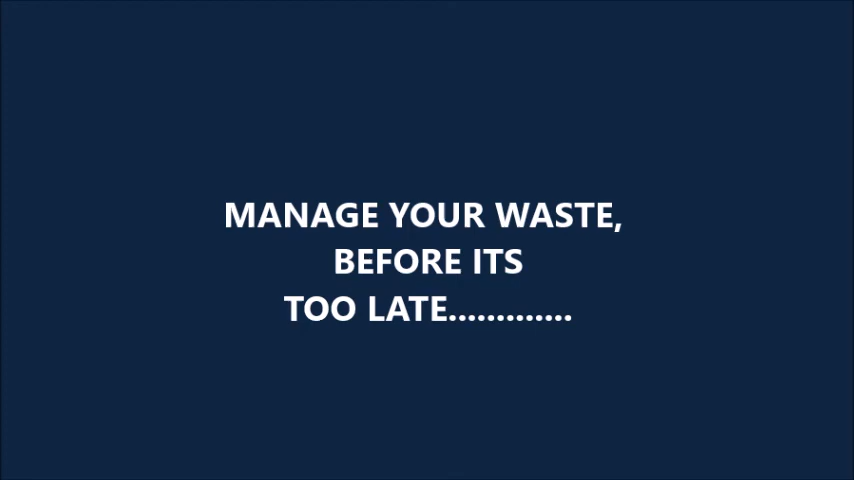 MANAGE YOUR WASTE,
BEFORE ITS
TOO LATE.............